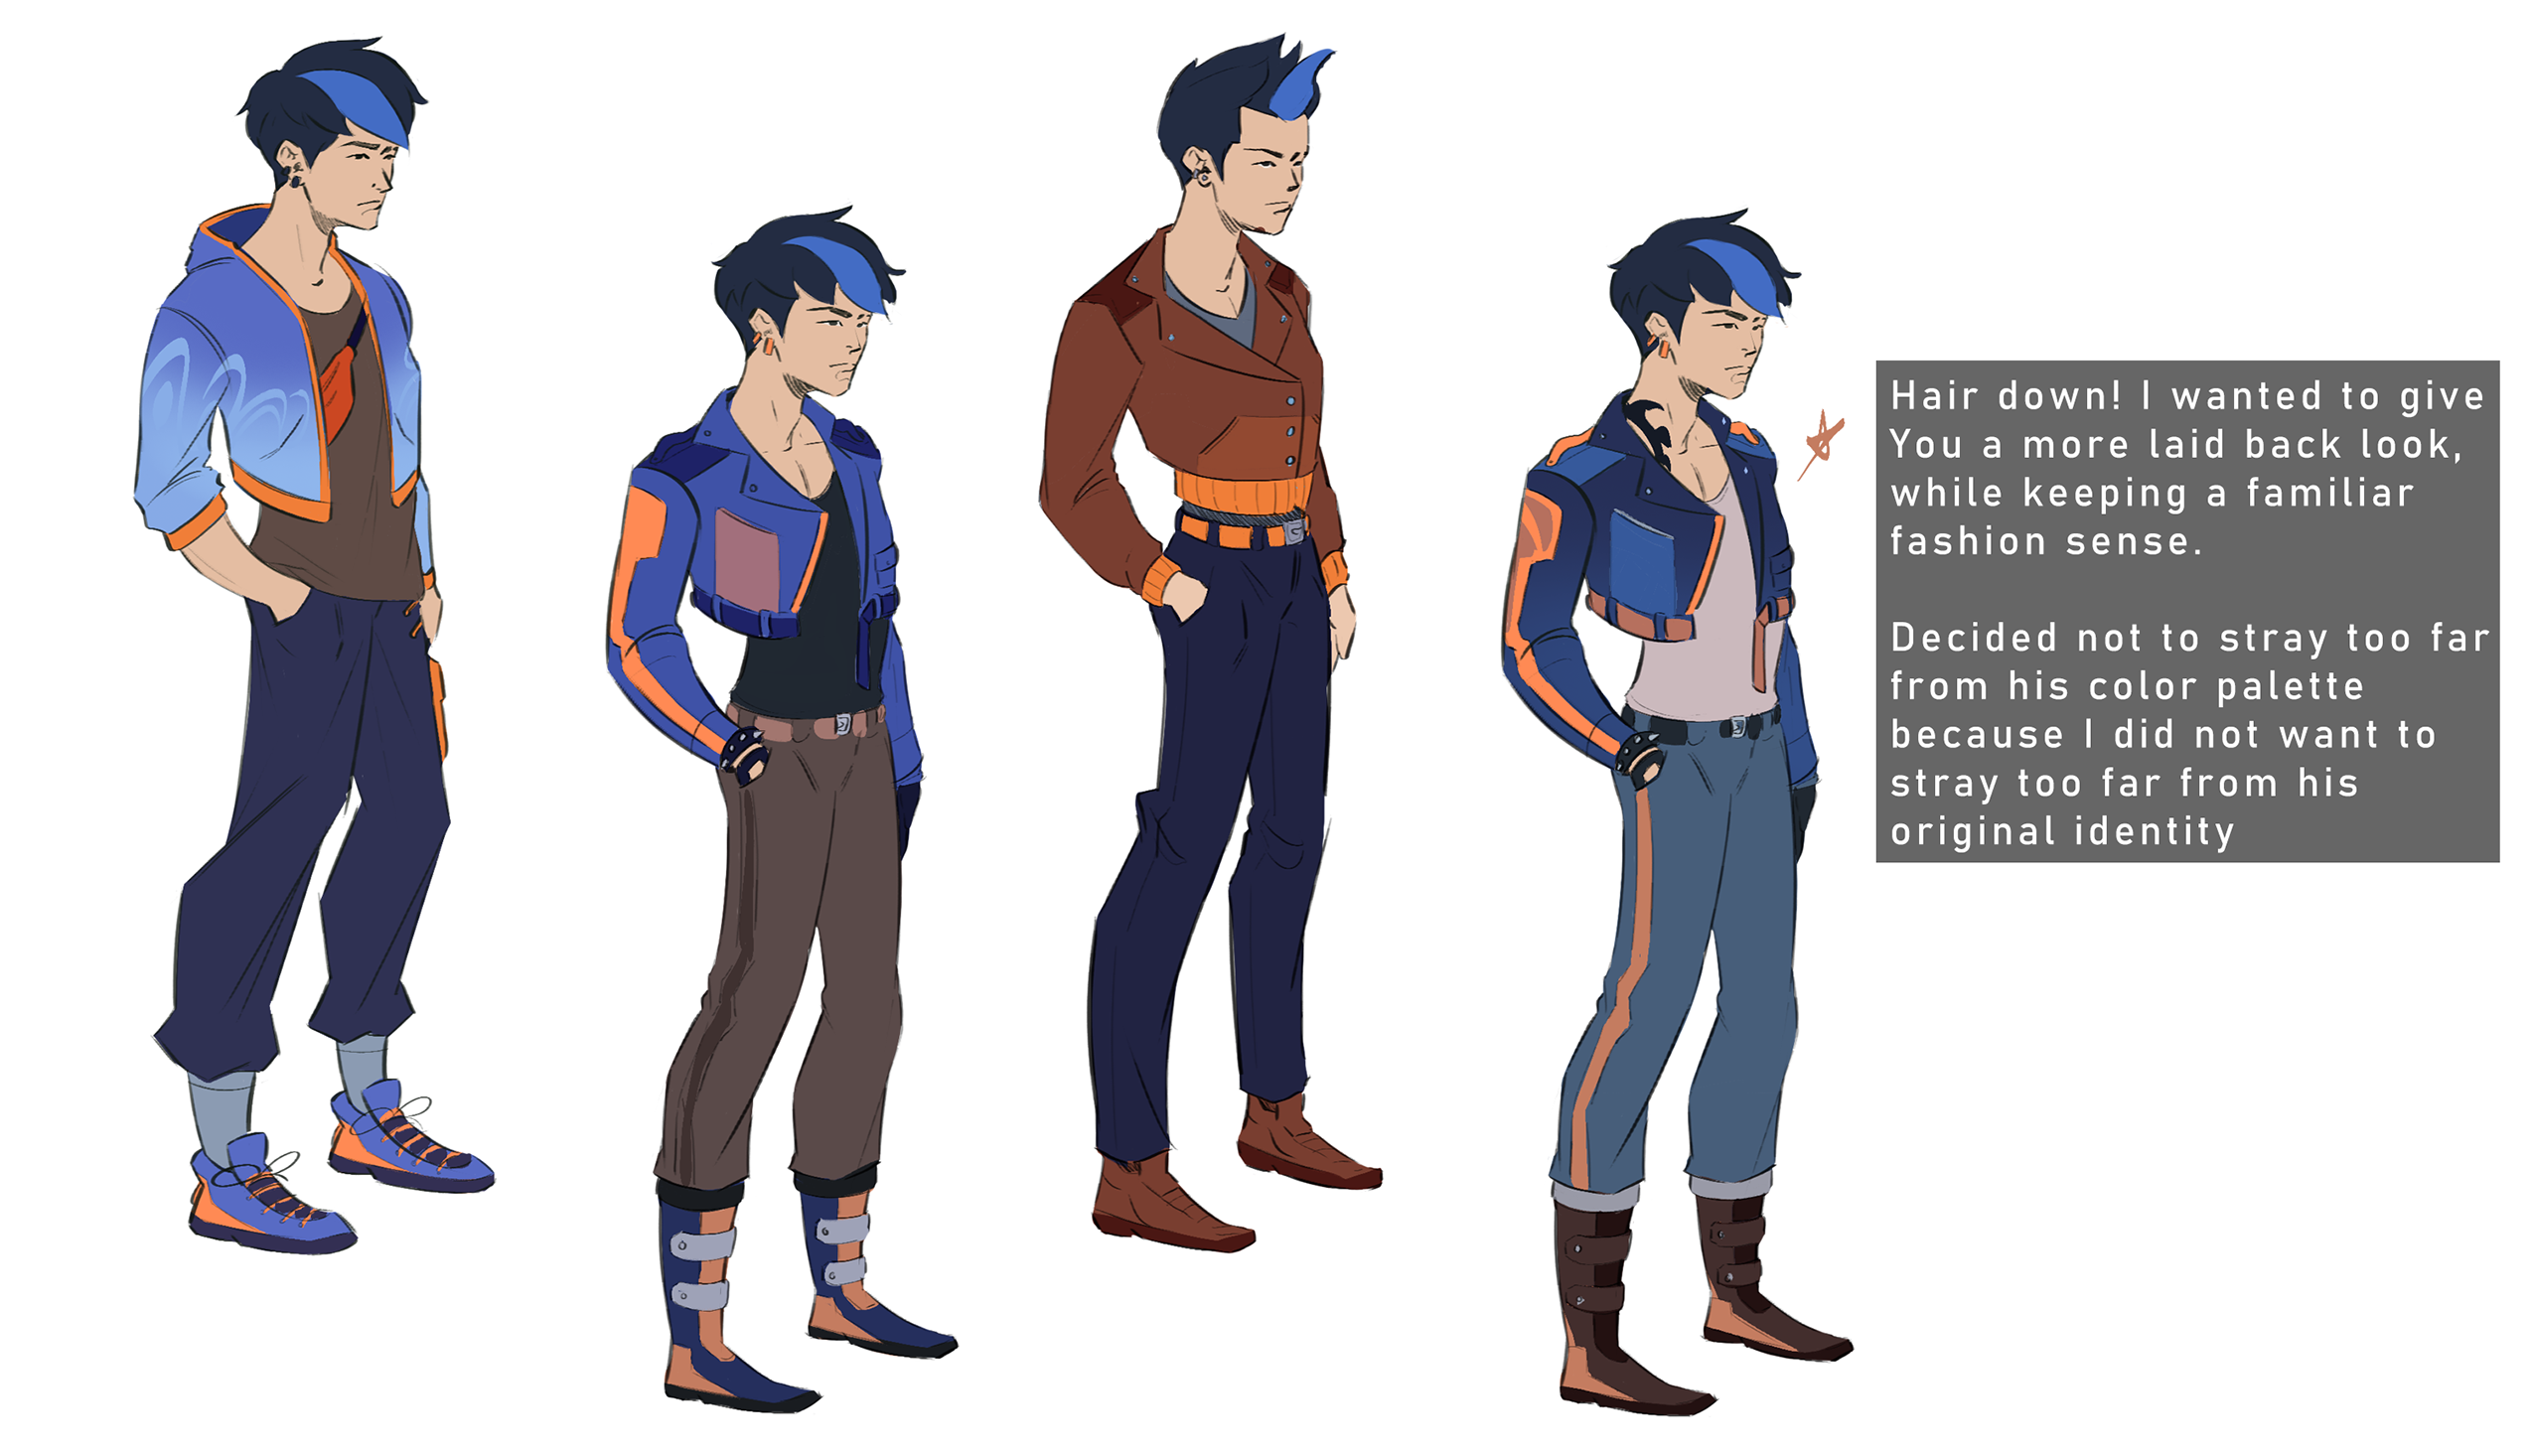 Hair down! I wanted to give
You a more laid back look,
while keeping a familiar
fashion sense.
Decided not to stray too far
from his color palette
because I did not want to
stray too far from his
original identity